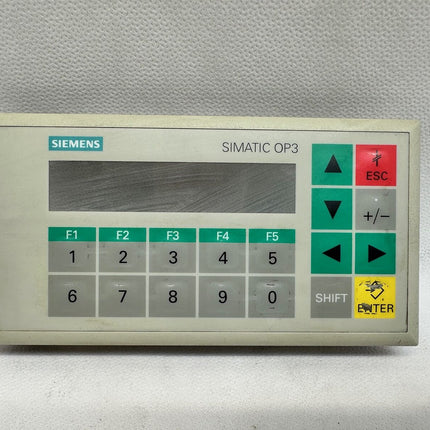 SIEMENS
SIMATIC OP3
ESC
+/−
F1 F2 F3 F4 F5
1 2 3 4 5
6 7 8 9 0
SHIFT
ENTER